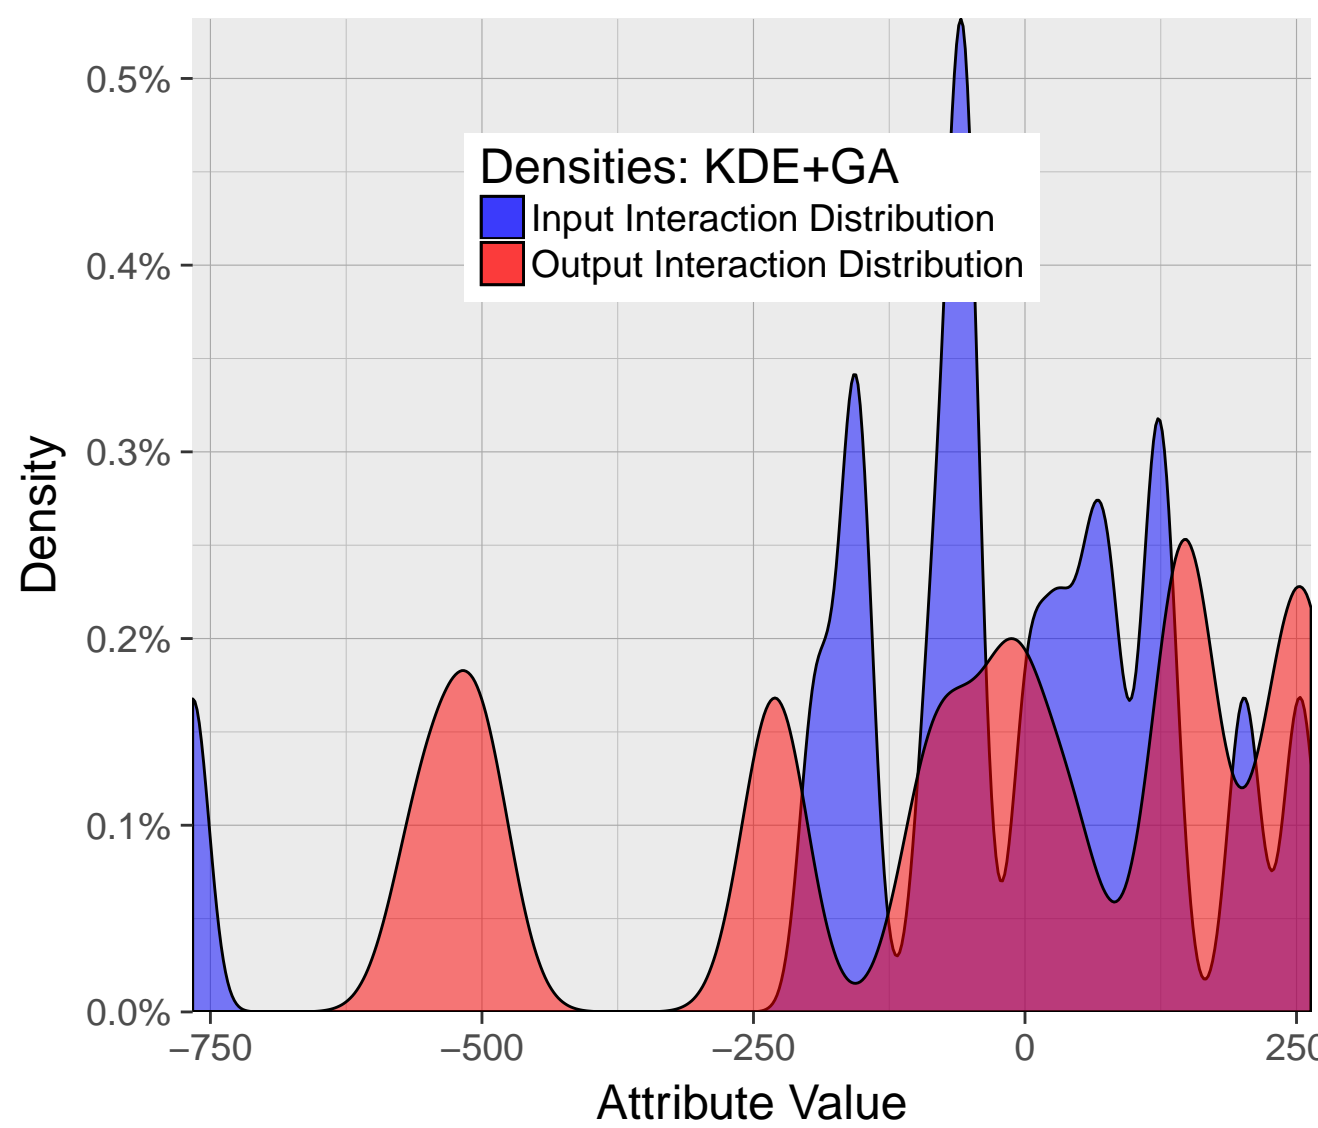 0.5%
0.4%
0.3%
0.2%
0.1%
0.0%
Density
Densities: KDE+GA
Input Interaction Distribution
Output Interaction Distribution
−750 −500 −250 0 250
Attribute Value